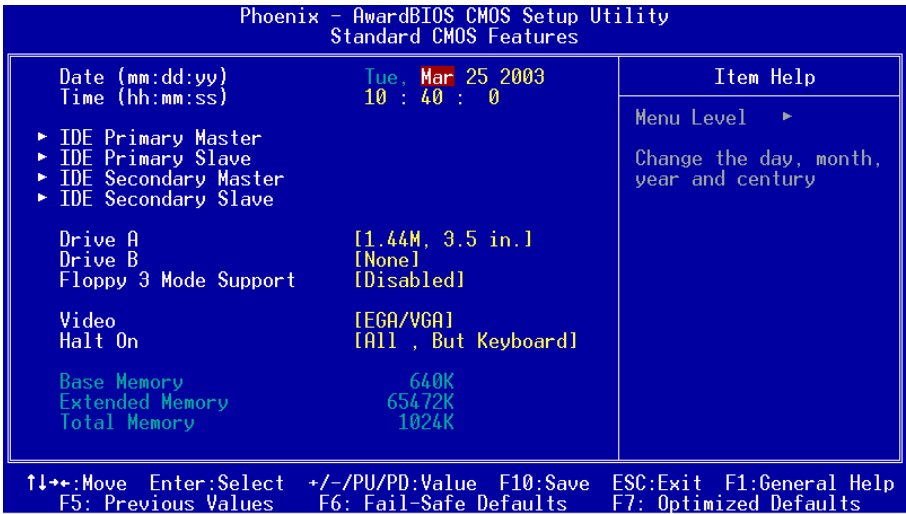 Phoenix - AwardBIOS CMOS Setup Utility
Standard CMOS Features
Date (mm:dd:yy) Tue, Mar 25 2003
Time (hh:mm:ss) 10 : 40 : 0
► IDE Primary Master
► IDE Primary Slave
► IDE Secondary Master
► IDE Secondary Slave
Drive A [1.44M, 3.5 in.]
Drive B [None]
Floppy 3 Mode Support [Disabled]
Video [EGA/VGA]
Halt On [All , But Keyboard]
Base Memory 640K
Extended Memory 65472K
Total Memory 1024K
Item Help
Menu Level ►
Change the day, month,
year and century
↑↓→←:Move Enter:Select +/-/PU/PD:Value F10:Save ESC:Exit F1:General Help
F5: Previous Values F6: Fail-Safe Defaults F7: Optimized Defaults